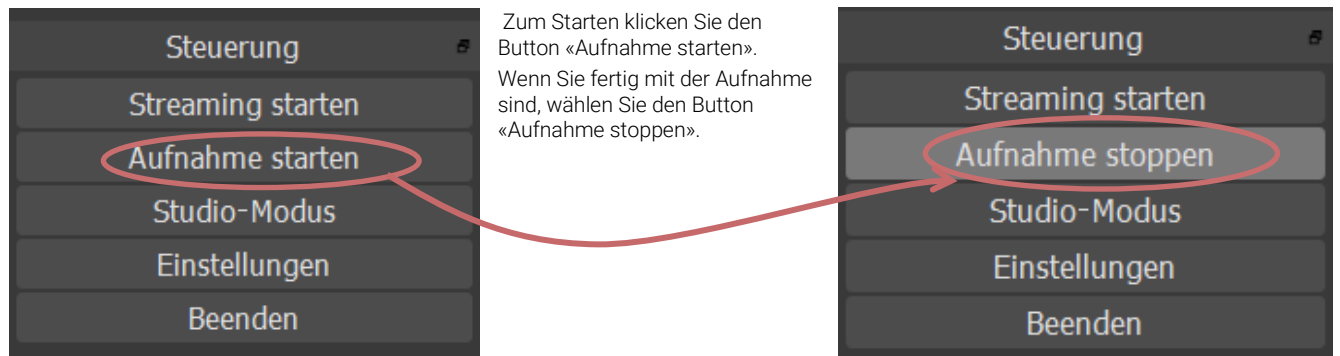 Steuerung
Streaming starten
Aufnahme starten
Studio-Modus
Einstellungen
Beenden
Zum Starten klicken Sie den
Button «Aufnahme starten».
Wenn Sie fertig mit der Aufnahme
sind, wählen Sie den Button
«Aufnahme stoppen».
Steuerung
Streaming starten
Aufnahme stoppen
Studio-Modus
Einstellungen
Beenden